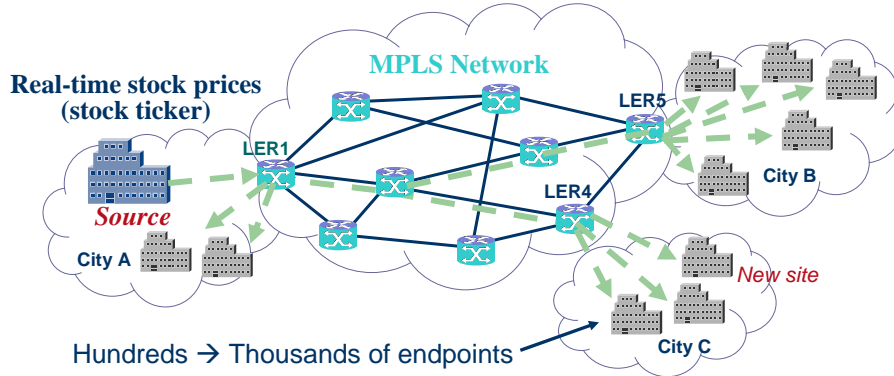 MPLS Network
Real-time stock prices
(stock ticker)
LER5
LER1
Source
LER4
City B
City A
New site
City C
Hundreds → Thousands of endpoints